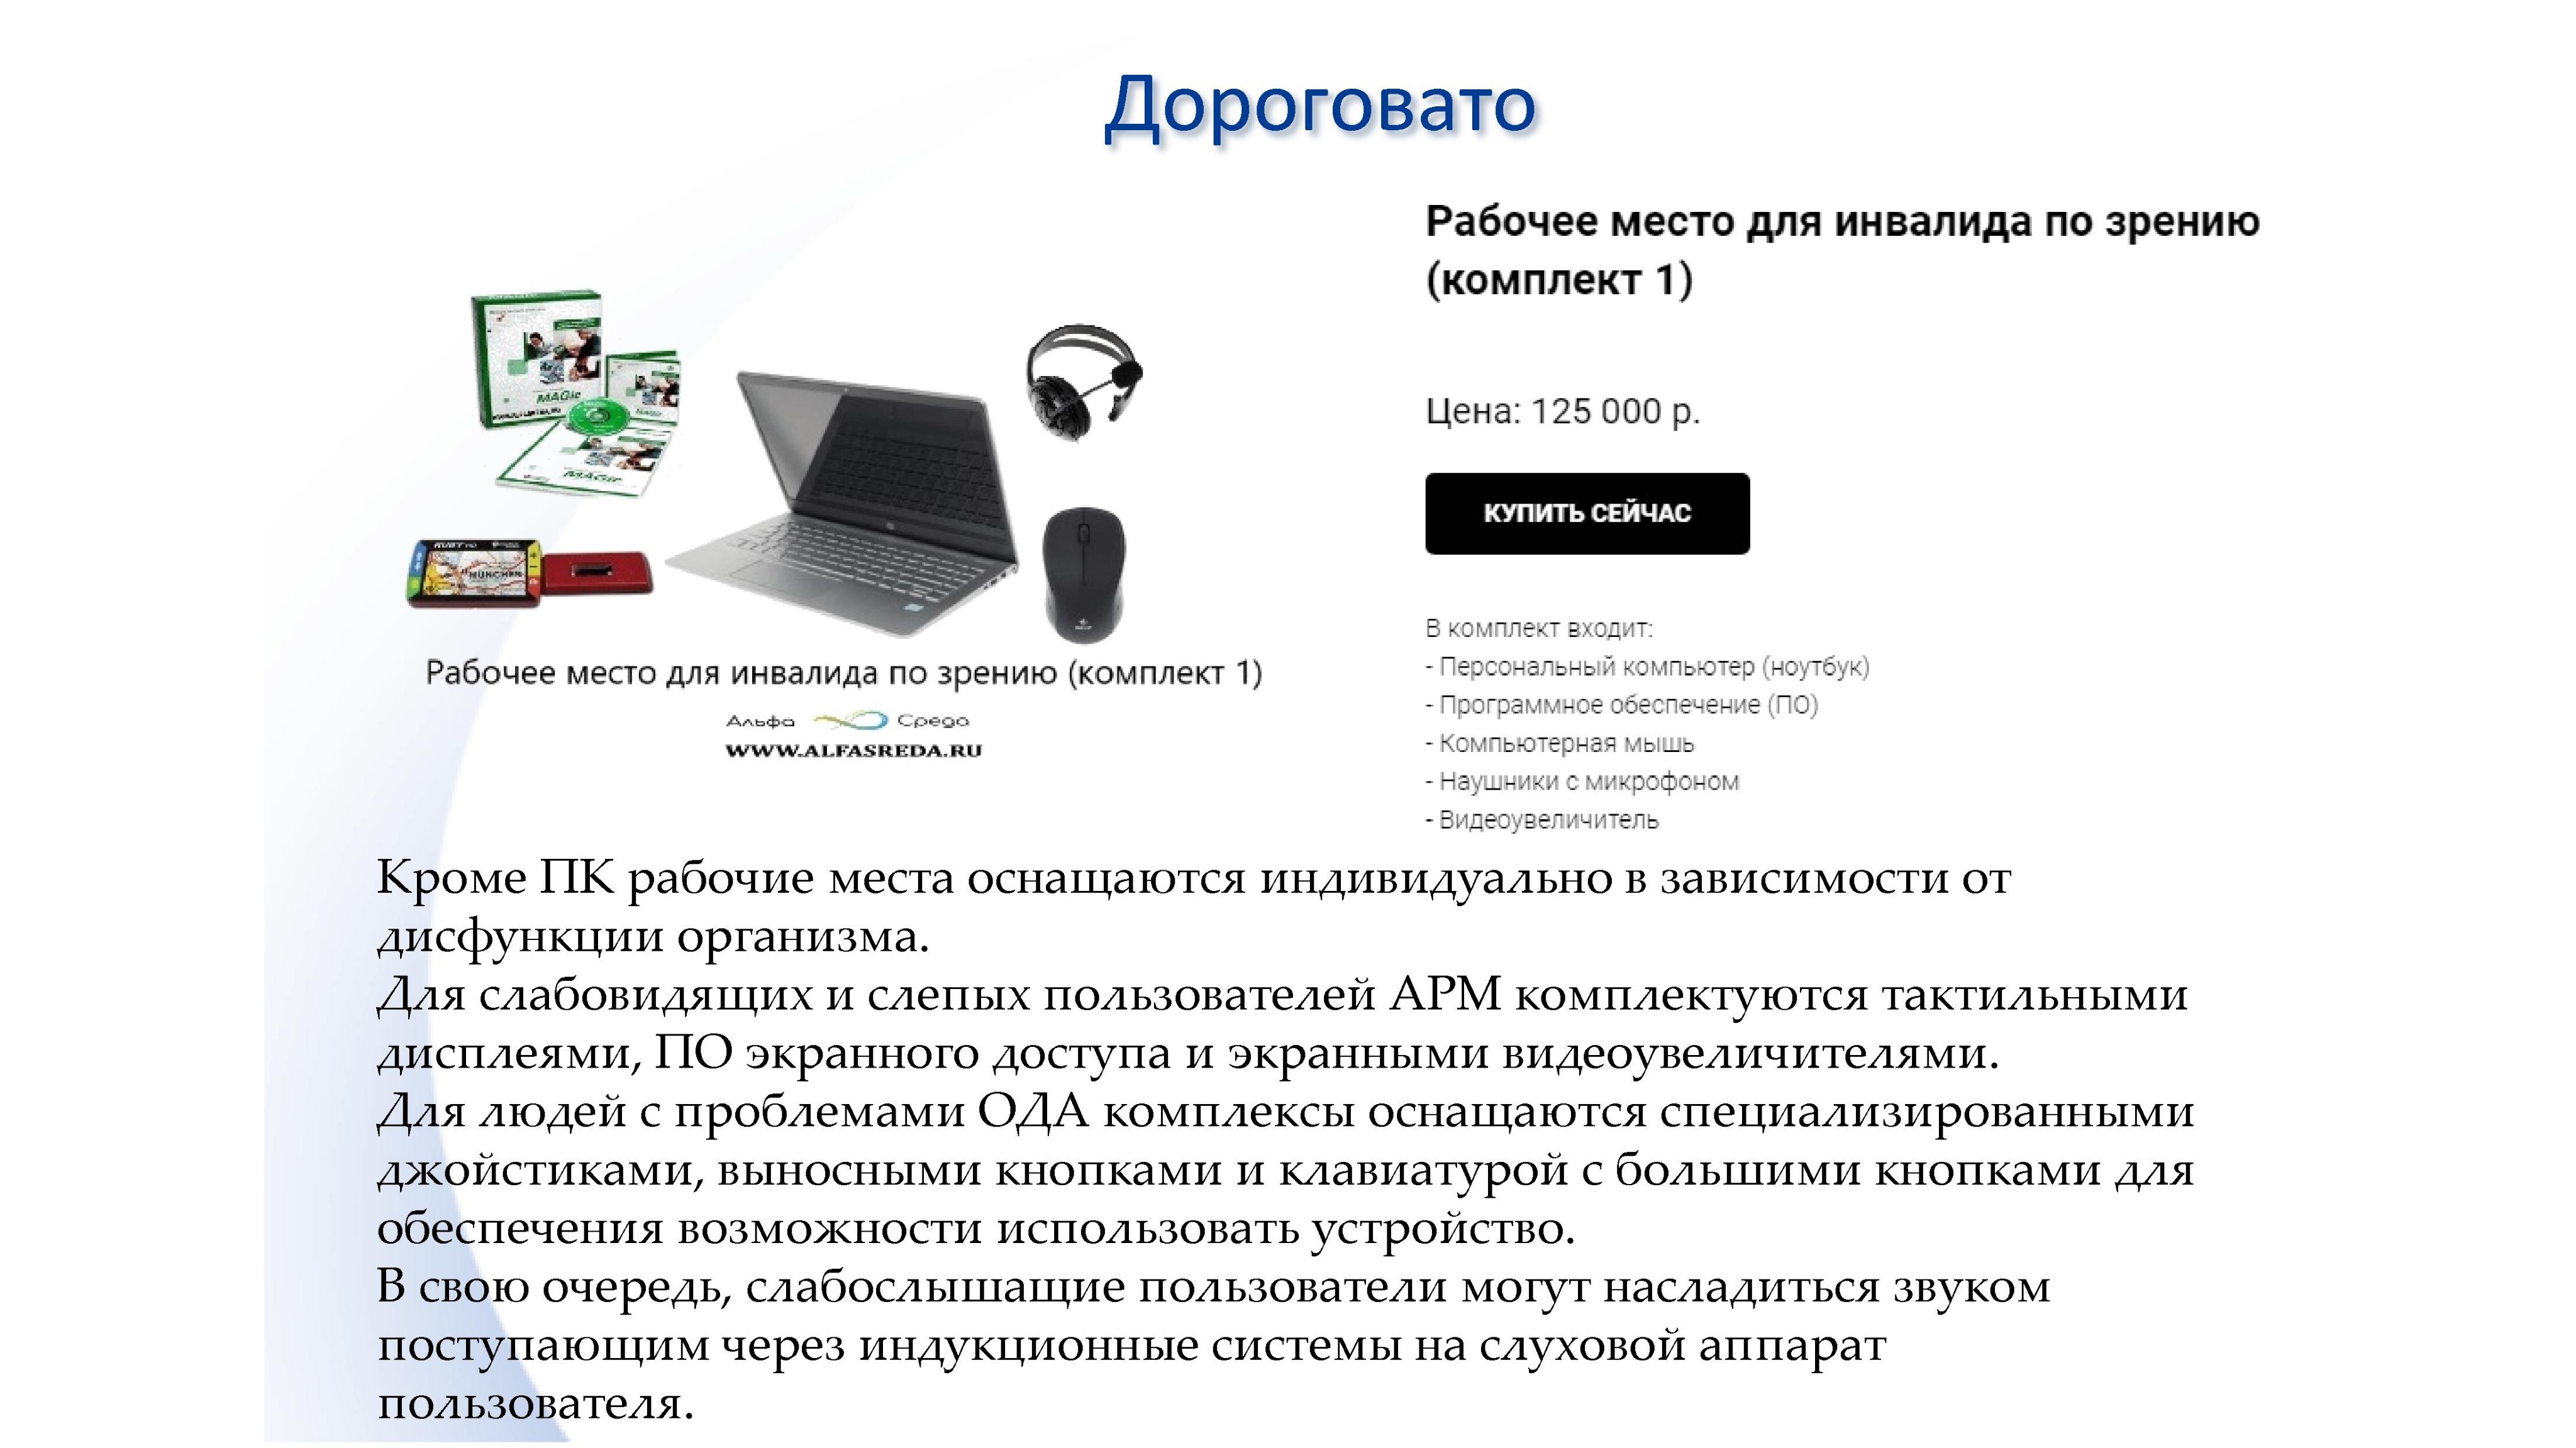 Дороговато
Рабочее место для инвалида по зрению
(комплект 1)
Цена: 125 000 р.
КУПИТЬ СЕЙЧАС
В комплект входит:
- Персональный компьютер (ноутбук)
- Программное обеспечение (ПО)
- Компьютерная мышь
- Наушники с микрофоном
- Видеоувеличитель
MAGic
MAGic
MÜNCHEN
Рабочее место для инвалида по зрению (комплект 1)
Альфа Среда
WWW.ALFASREDA.RU
Кроме ПК рабочие места оснащаются индивидуально в зависимости от
дисфункции организма.
Для слабовидящих и слепых пользователей АРМ комплектуются тактильными
дисплеями, ПО экранного доступа и экранными видеоувеличителями.
Для людей с проблемами ОДА комплексы оснащаются специализированными
джойстиками, выносными кнопками и клавиатурой с большими кнопками для
обеспечения возможности использовать устройство.
В свою очередь, слабослышащие пользователи могут насладиться звуком
поступающим через индукционные системы на слуховой аппарат
пользователя.